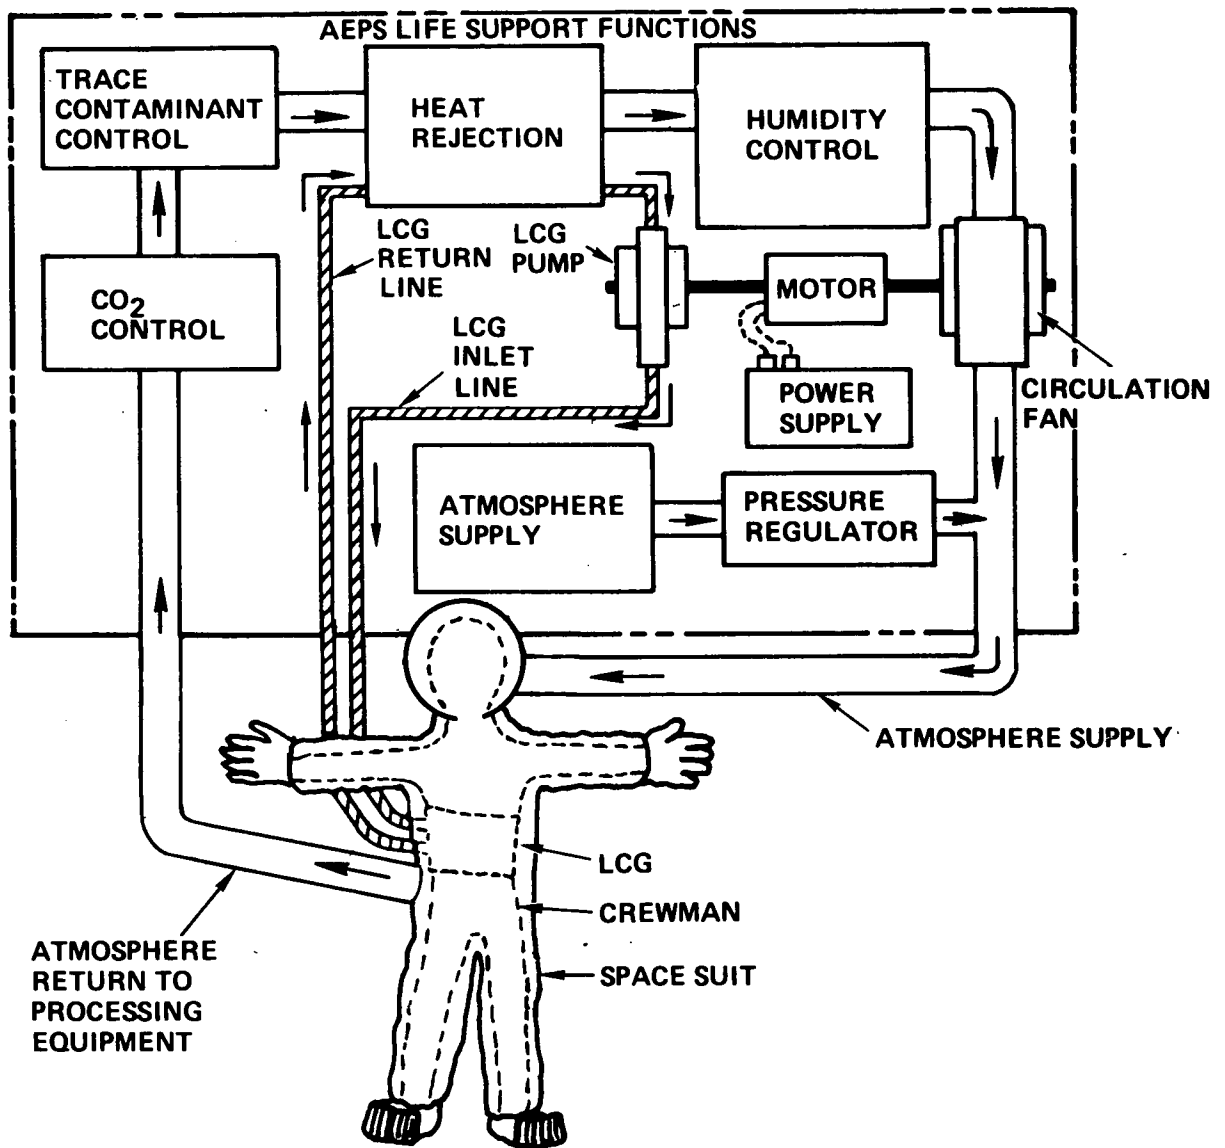 AEPS LIFE SUPPORT FUNCTIONS
TRACE
CONTAMINANT
CONTROL
HEAT
REJECTION
HUMIDITY
CONTROL
LCG
RETURN
LINE
LCG
PUMP
MOTOR
CO2
CONTROL
LCG
INLET
LINE
POWER
SUPPLY
CIRCULATION
FAN
ATMOSPHERE
SUPPLY
PRESSURE
REGULATOR
ATMOSPHERE SUPPLY
LCG
CREWMAN
SPACE SUIT
ATMOSPHERE
RETURN TO
PROCESSING
EQUIPMENT